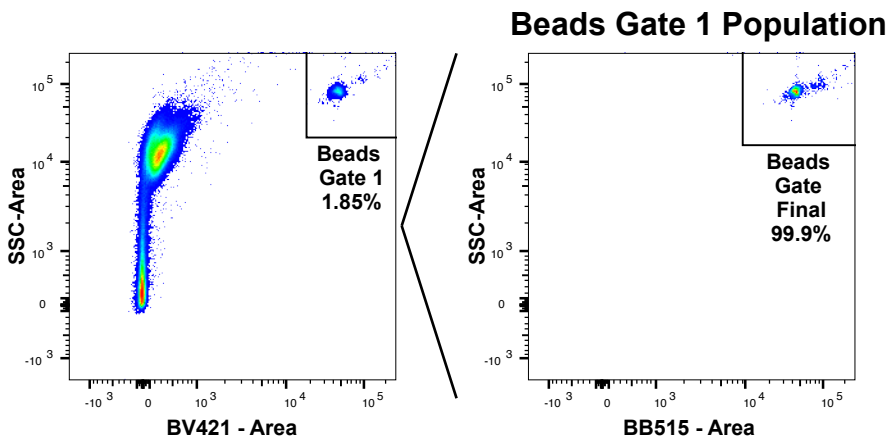 Beads Gate 1 Population
SSC-Area
10 5
10 4
10 3
0
-10 3
Beads
Gate 1
1.85%
-10 3
0
10 3
10 4
10 5
BV421 - Area
SSC-Area
10 5
10 4
10 3
0
-10 3
Beads
Gate
Final
99.9%
-10 3
0
10 3
10 4
10 5
BB515 - Area